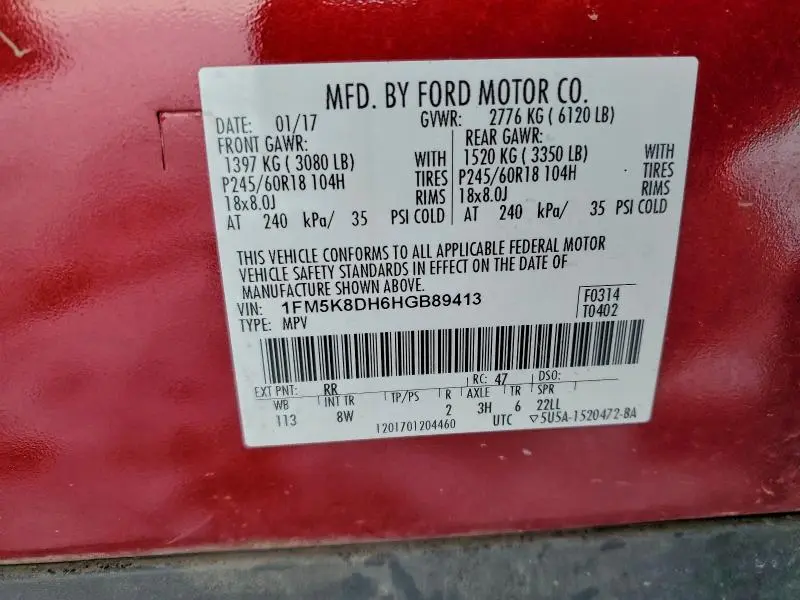 MFD. BY FORD MOTOR CO.
DATE: 01/17 GVWR: 2776 KG ( 6120 LB)
FRONT GAWR: REAR GAWR:
1397 KG ( 3080 LB) WITH 1520 KG ( 3350 LB) WITH
P245/60R18 104H TIRES P245/60R18 104H TIRES
18x8.0J RIMS 18x8.0J RIMS
AT 240 kPa/ 35 PSI COLD AT 240 kPa/ 35 PSI COLD
THIS VEHICLE CONFORMS TO ALL APPLICABLE FEDERAL MOTOR
VEHICLE SAFETY STANDARDS IN EFFECT ON THE DATE OF
MANUFACTURE SHOWN ABOVE.
VIN: 1FM5K8DH6HGB89413 F0314
TYPE: MPV T0402
EXT PNT: RR RC: 47 DSO:
WB INT TR TP/PS R AXLE TR SPR
113 8W 2 3H 6 22LL
1201701204460 UTC ▽5U5A-1520472-BA